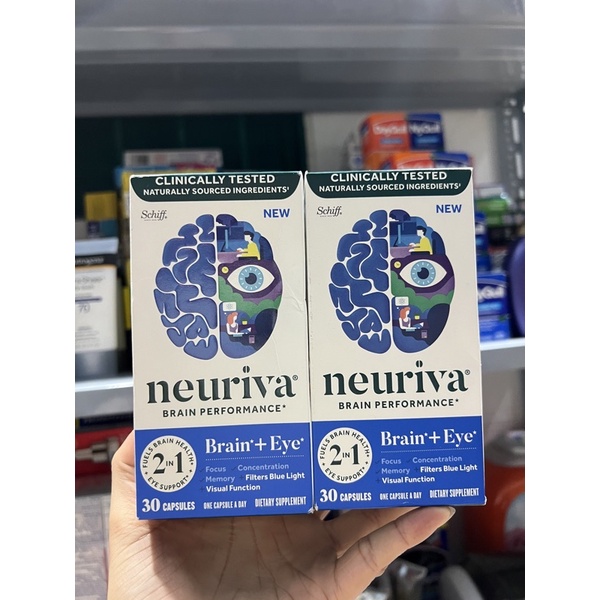 CLINICALLY TESTED
NATURALLY SOURCED INGREDIENTS†
Schiff.
NEW
neuriva®
BRAIN PERFORMANCE*
FUELS BRAIN HEALTH*
2 IN 1
EYE SUPPORT*
Brain* + Eye*
Focus Concentration
Memory Filters Blue Light
Visual Function
30 CAPSULES ONE CAPSULE A DAY DIETARY SUPPLEMENT
CLINICALLY TESTED
NATURALLY SOURCED INGREDIENTS†
Schiff.
NEW
neuriva®
BRAIN PERFORMANCE*
FUELS BRAIN HEALTH*
2 IN 1
EYE SUPPORT*
Brain* + Eye*
Focus Concentration
Memory Filters Blue Light
Visual Function
30 CAPSULES ONE CAPSULE A DAY DIETARY SUPPLEMENT
70